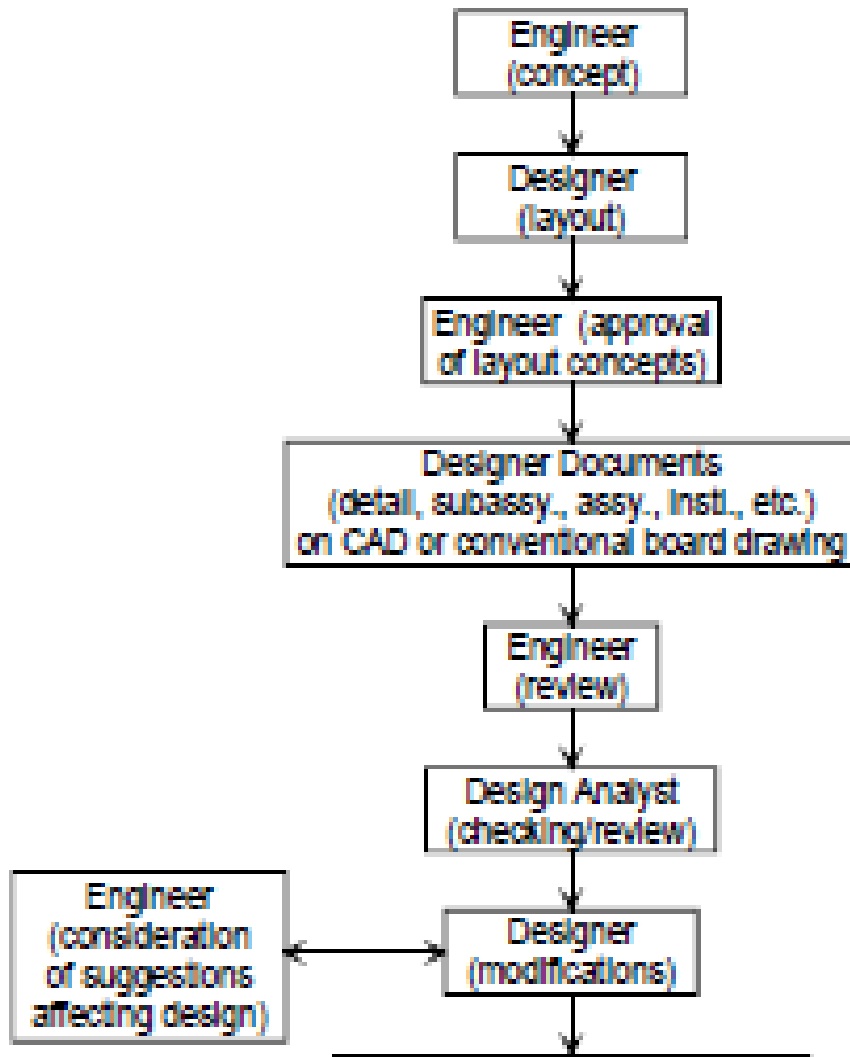 Engineer
(concept)
Designer
(layout)
Engineer (approval
of layout concepts)
Designer Documents
(detail, subassy., assy., instl., etc.)
on CAD or conventional board drawing
Engineer
(review)
Design Analyst
(checking/review)
Engineer
(consideration
of suggestions
affecting design)
Designer
(modifications)